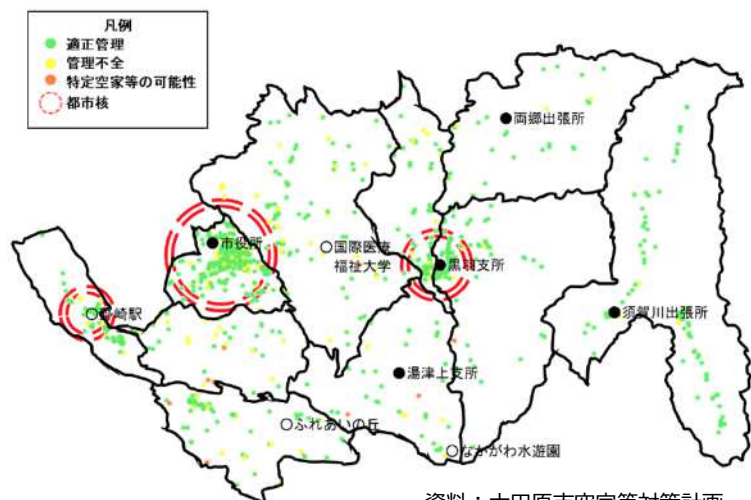 凡例
適正管理
管理不全
特定空家等の可能性
都市核
●両郷出張所
●市役所
○国際医療
福祉大学
●黒羽支所
○野崎駅
●須賀川出張所
●湯津上支所
○ふれあいの丘
○なかがわ水遊園
資料：大田原市空家等対策計画